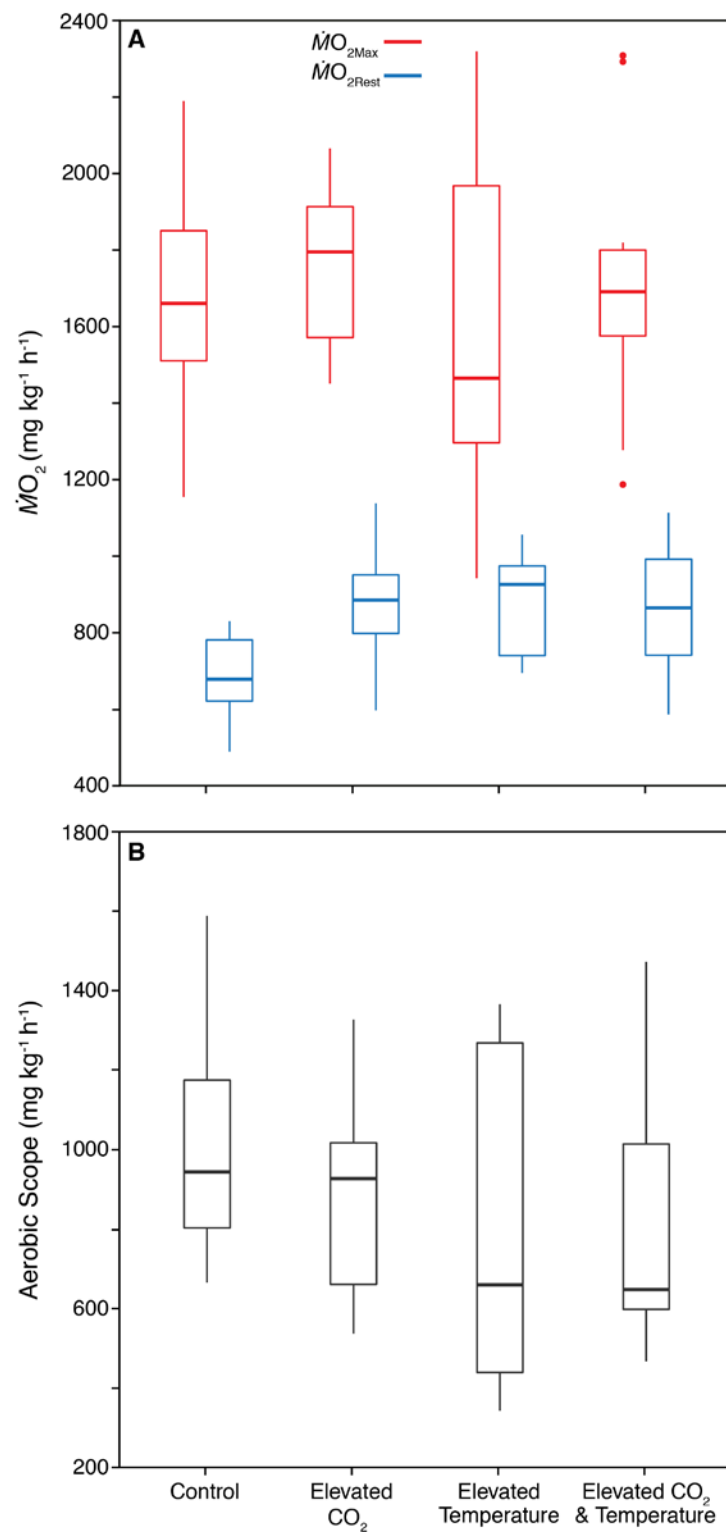 A
ṀO₂Max
ṀO₂Rest
2400
2000
1600
1200
800
400
ṀO₂ (mg kg⁻¹ h⁻¹)
B
1800
1400
1000
600
200
Aerobic Scope (mg kg⁻¹ h⁻¹)
Control
Elevated
CO₂
Elevated
Temperature
Elevated CO₂
& Temperature